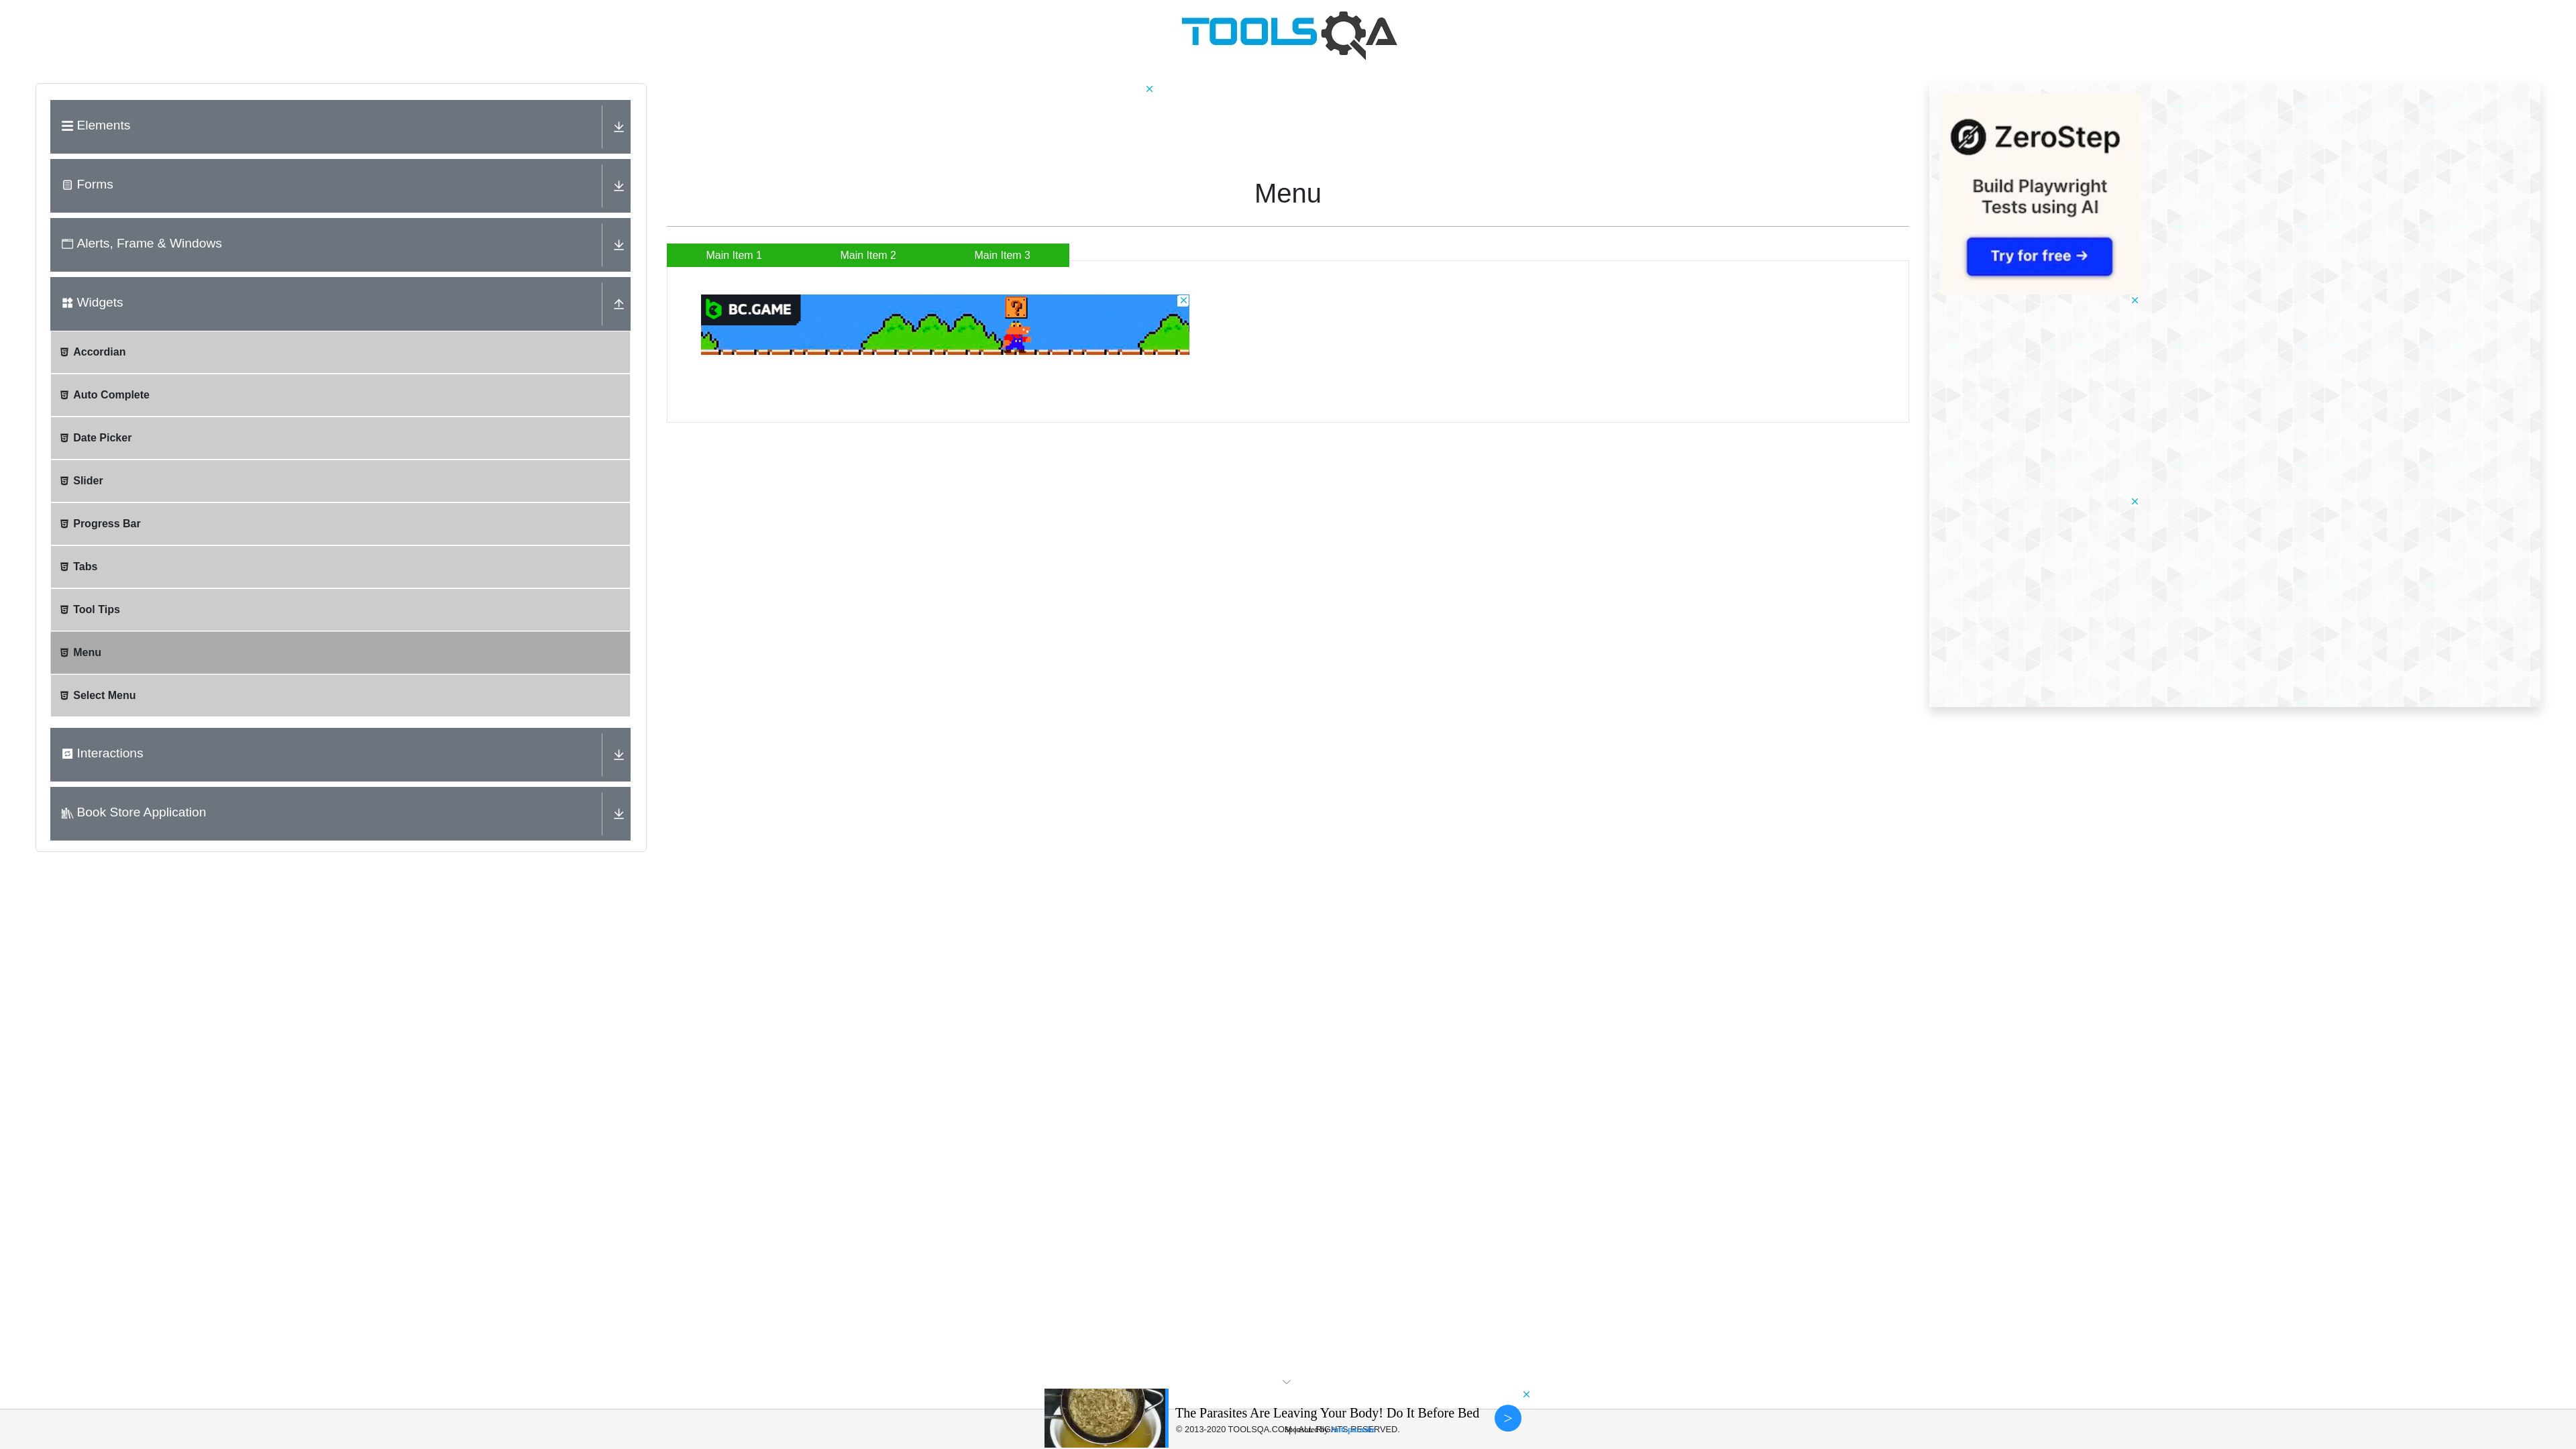 TOOLSQA
Elements
Forms
Alerts, Frame & Windows
Widgets
Accordian
Auto Complete
Date Picker
Slider
Progress Bar
Tabs
Tool Tips
Menu
Select Menu
Interactions
Book Store Application
Menu
Main Item 1
Main Item 2
Main Item 3
BC.GAME
?
ZeroStep
Build Playwright
Tests using AI
Try for free →
The Parasites Are Leaving Your Body! Do It Before Bed
>
© 2013-2020 TOOLSQA.COM | ALL RIGHTS RESERVED.